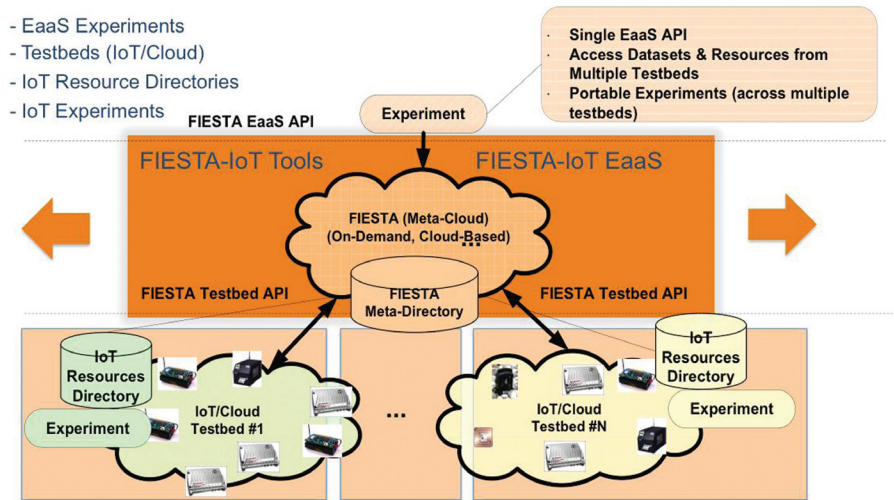 - EaaS Experiments
- Testbeds (IoT/Cloud)
- IoT Resource Directories
- IoT Experiments
· Single EaaS API
· Access Datasets & Resources from
Multiple Testbeds
· Portable Experiments (across multiple
testbeds)
Experiment
FIESTA EaaS API
FIESTA-IoT Tools
FIESTA-IoT EaaS
FIESTA (Meta-Cloud)
(On-Demand, Cloud-Based)
...
FIESTA Testbed API
FIESTA
Meta-Directory
FIESTA Testbed API
IoT
Resources
Directory
Experiment
IoT/Cloud
Testbed #1
...
IoT/Cloud
Testbed #N
IoT
Resources
Directory
Experiment